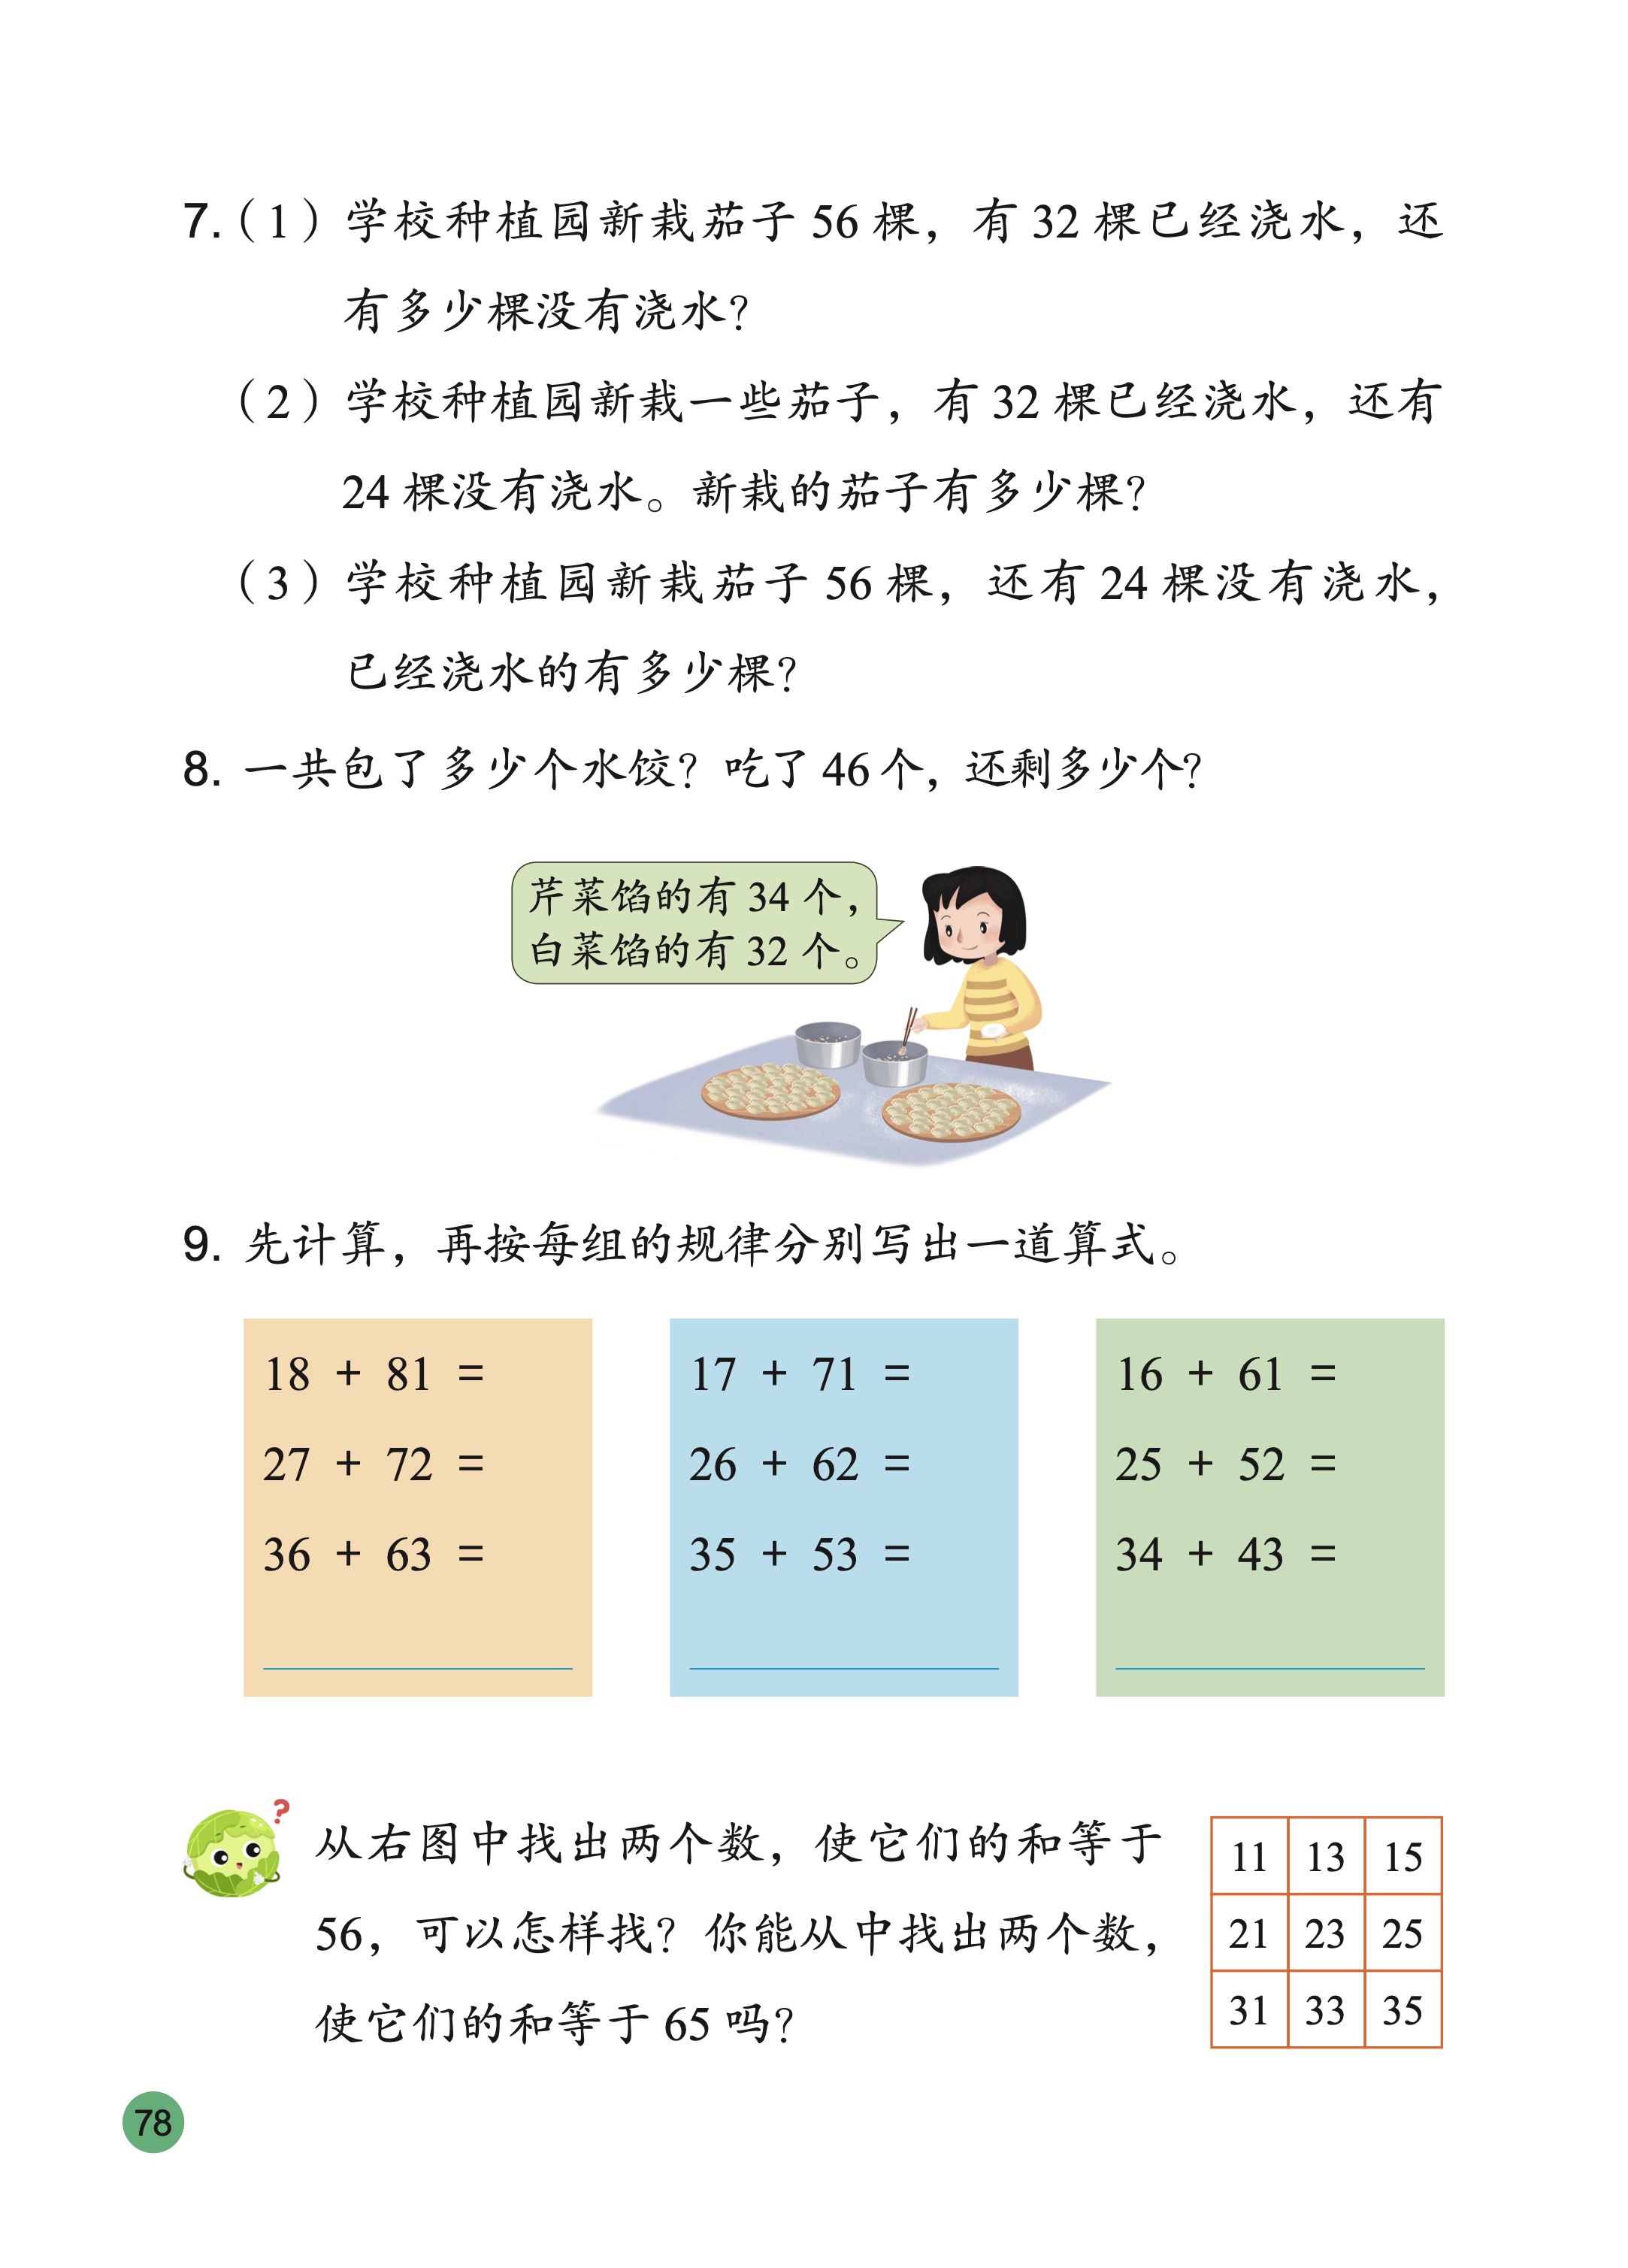 7.（1）学校种植园新栽茄子 56 棵，有 32 棵已经浇水，还
有多少棵没有浇水？
（2）学校种植园新栽一些茄子，有 32 棵已经浇水，还有
24 棵没有浇水。新栽的茄子有多少棵？
（3）学校种植园新栽茄子 56 棵，还有 24 棵没有浇水，
已经浇水的有多少棵？
8. 一共包了多少个水饺？吃了 46 个，还剩多少个？
芹菜馅的有 34 个，
白菜馅的有 32 个。
9. 先计算，再按每组的规律分别写出一道算式。
18 + 81 =
27 + 72 =
36 + 63 =
17 + 71 =
26 + 62 =
35 + 53 =
16 + 61 =
25 + 52 =
34 + 43 =
?
从右图中找出两个数，使它们的和等于
56，可以怎样找？你能从中找出两个数，
使它们的和等于 65 吗？
11 13 15
21 23 25
31 33 35
78